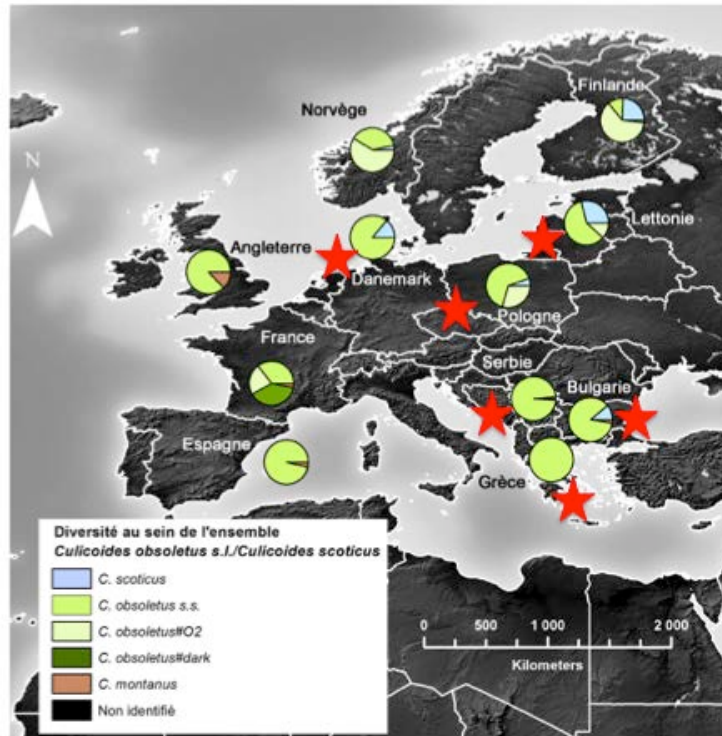 Finlande
Norvège
N
Lettonie
Angleterre
Danemark
Pologne
France
Serbie
Bulgarie
Espagne
Grèce
Diversité au sein de l'ensemble
Culicoides obsoletus s.l./Culicoides scoticus
C. scoticus
C. obsoletus s.s.
C. obsoletus#O2
C. obsoletus#dark
C. montanus
Non identifié
0 500 1 000 2 000
Kilometers